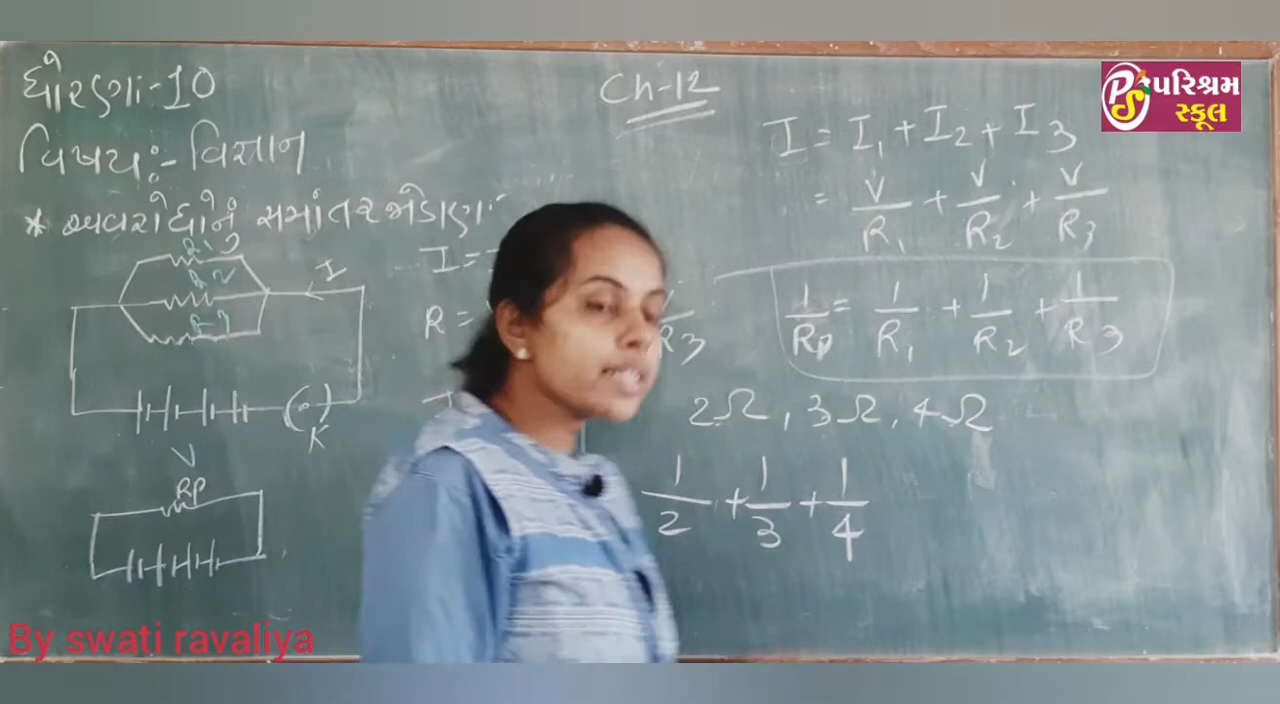 ધોરણઃ-10
Ch-12
પરિશ્રમ
સ્કૂલ
વિષયઃ- વિજ્ઞાન
* અવરોધોનું સમાંતર જોડાણઃ-
I = I₁ + I₂ + I₃
= V/R₁ + V/R₂ + V/R₃
1/Rp = 1/R₁ + 1/R₂ + 1/R₃
I =
R =
R₃
I
K
V
Rp
2Ω, 3Ω, 4Ω
1/2 + 1/3 + 1/4
By swati ravaliya